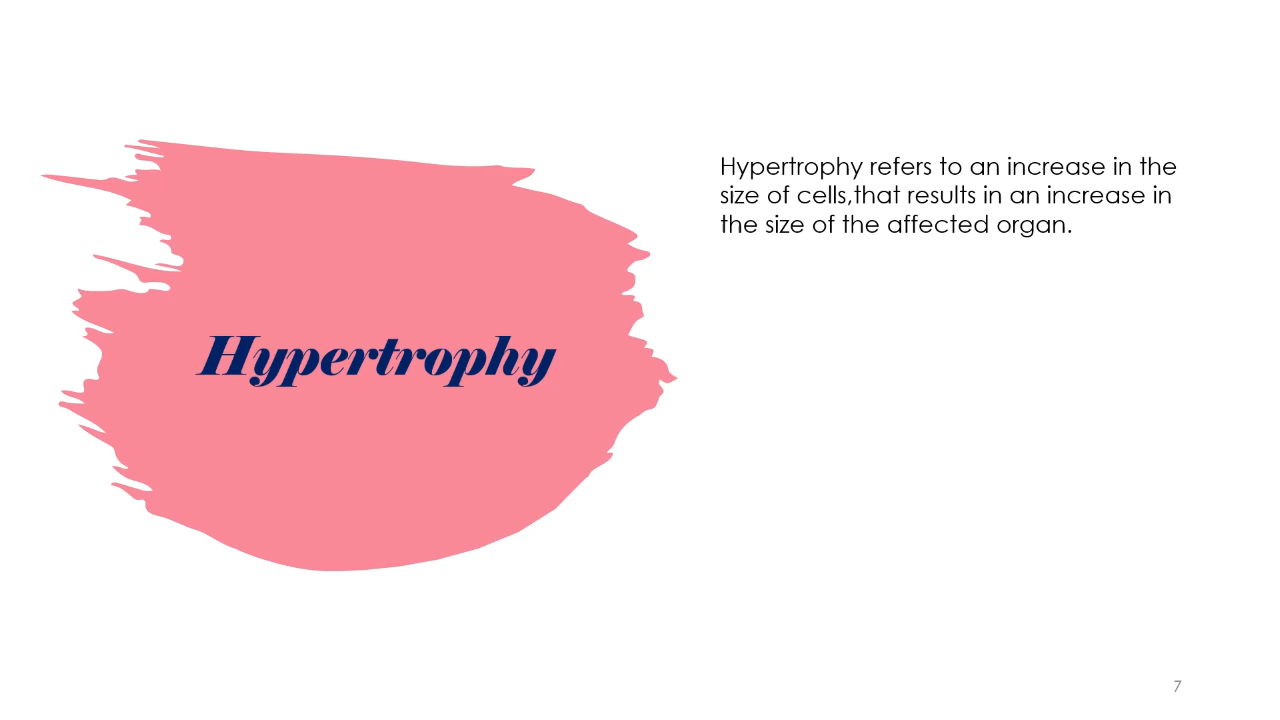 Hypertrophy
Hypertrophy refers to an increase in the
size of cells,that results in an increase in
the size of the affected organ.
7